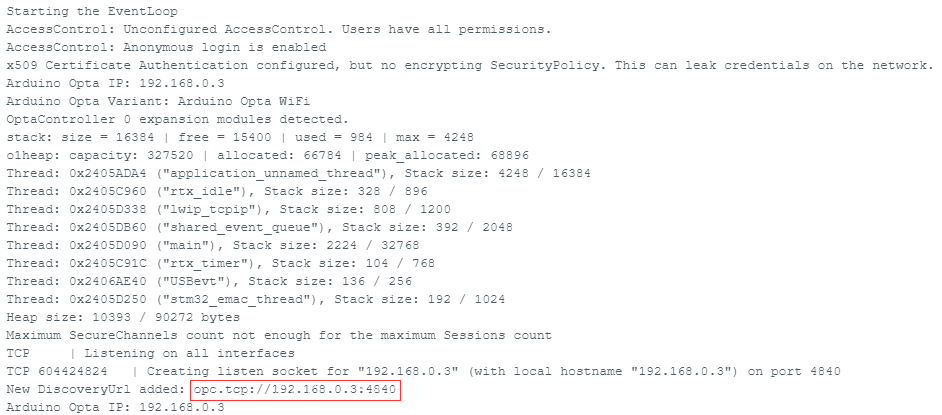 Starting the EventLoop
AccessControl: Unconfigured AccessControl. Users have all permissions.
AccessControl: Anonymous login is enabled
x509 Certificate Authentication configured, but no encrypting SecurityPolicy. This can leak credentials on the network.
Arduino Opta IP: 192.168.0.3
Arduino Opta Variant: Arduino Opta WiFi
OptaController 0 expansion modules detected.
stack: size = 16384 | free = 15400 | used = 984 | max = 4248
o1heap: capacity: 327520 | allocated: 66784 | peak_allocated: 68896
Thread: 0x2405ADA4 ("application_unnamed_thread"), Stack size: 4248 / 16384
Thread: 0x2405C960 ("rtx_idle"), Stack size: 328 / 896
Thread: 0x2405D338 ("lwip_tcpip"), Stack size: 808 / 1200
Thread: 0x2405DB60 ("shared_event_queue"), Stack size: 392 / 2048
Thread: 0x2405D090 ("main"), Stack size: 2224 / 32768
Thread: 0x2405C91C ("rtx_timer"), Stack size: 104 / 768
Thread: 0x2406AE40 ("USBevt"), Stack size: 136 / 256
Thread: 0x2405D250 ("stm32_emac_thread"), Stack size: 192 / 1024
Heap size: 10393 / 90272 bytes
Maximum SecureChannels count not enough for the maximum Sessions count
TCP     | Listening on all interfaces
TCP 604424824   | Creating listen socket for "192.168.0.3" (with local hostname "192.168.0.3") on port 4840
New DiscoveryUrl added: opc.tcp://192.168.0.3:4840
Arduino Opta IP: 192.168.0.3